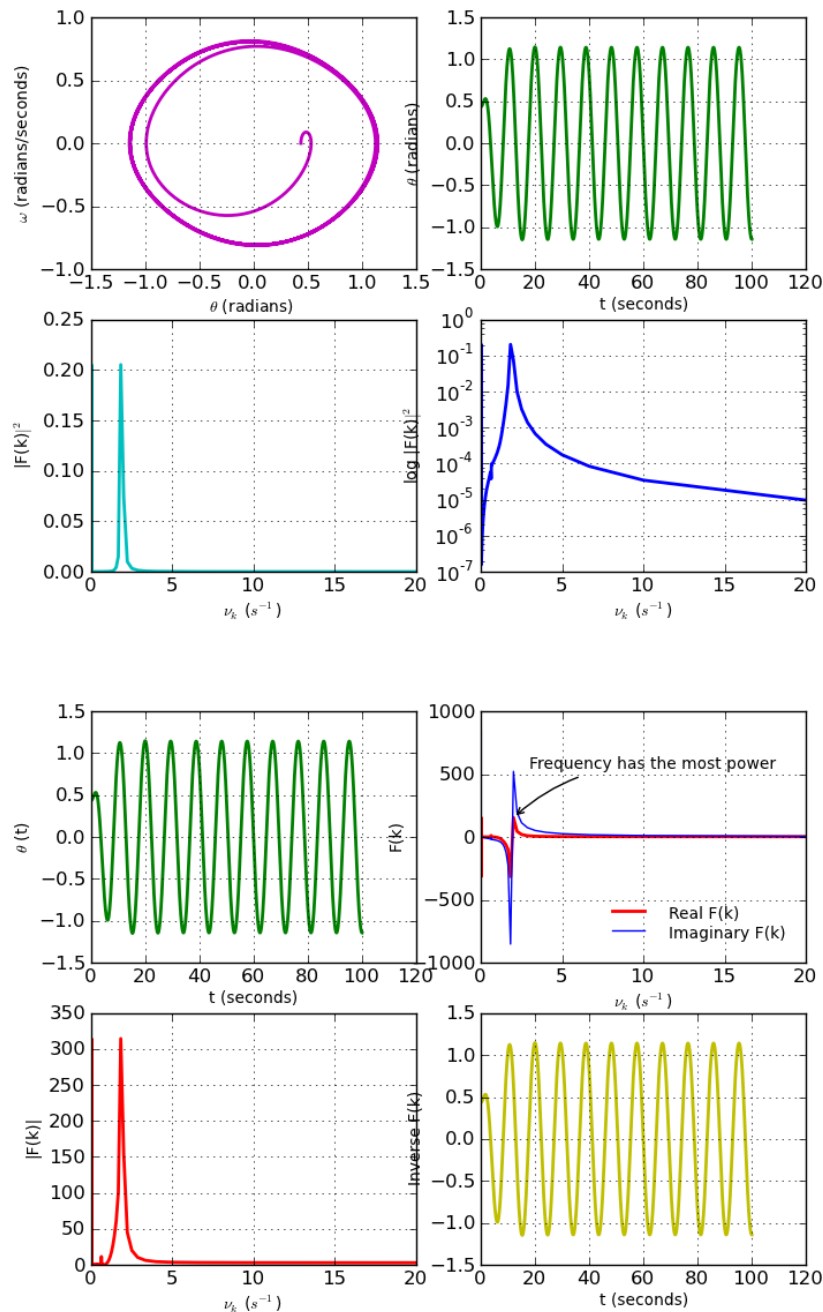 1.0
0.5
0.0
−0.5
−1.0
ω (radians/seconds)
−1.5 −1.0 −0.5 0.0 0.5 1.0 1.5
θ (radians)
1.5
1.0
0.5
0.0
−0.5
−1.0
−1.5
θ (radians)
0 20 40 60 80 100 120
t (seconds)
0.25
0.20
0.15
0.10
0.05
0.00
|F(k)|²
0 5 10 15 20
ν_k (s⁻¹)
10⁰
10⁻¹
10⁻²
10⁻³
10⁻⁴
10⁻⁵
10⁻⁶
10⁻⁷
log |F(k)|²
0 5 10 15 20
ν_k (s⁻¹)
1.5
1.0
0.5
0.0
−0.5
−1.0
−1.5
θ (t)
0 20 40 60 80 100 120
t (seconds)
1000
500
0
−500
−1000
F(k)
Frequency has the most power
Real F(k)
Imaginary F(k)
0 5 10 15 20
ν_k (s⁻¹)
350
300
250
200
150
100
50
0
|F(k)|
0 5 10 15 20
ν_k (s⁻¹)
1.5
1.0
0.5
0.0
−0.5
−1.0
−1.5
Inverse F(k)
0 20 40 60 80 100 120
t (seconds)